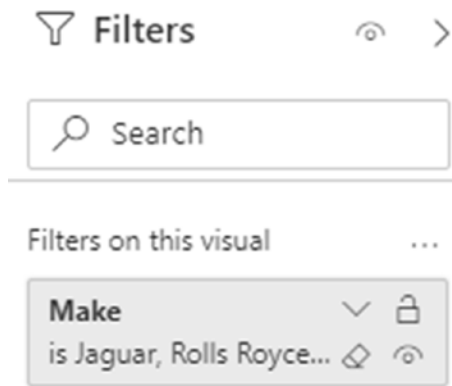 Filters
Search
Filters on this visual
Make
is Jaguar, Rolls Royce...